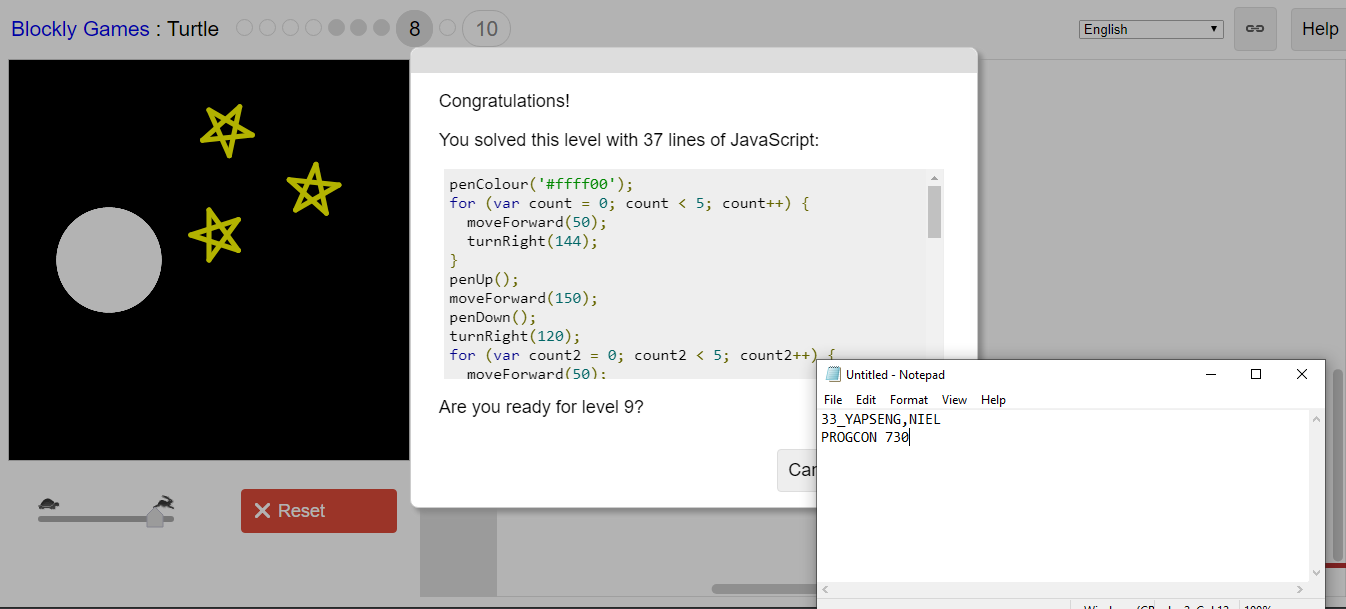 Blockly Games : Turtle 8 10 English Help
Congratulations!
You solved this level with 37 lines of JavaScript:
penColour('#ffff00');
for (var count = 0; count < 5; count++) {
  moveForward(50);
  turnRight(144);
}
penUp();
moveForward(150);
penDown();
turnRight(120);
for (var count2 = 0; count2 < 5; count2++) {
  moveForward(50);
Are you ready for level 9?
Reset
Untitled - Notepad
File Edit Format View Help
33_YAPSENG,NIEL
PROGCON 730
100%